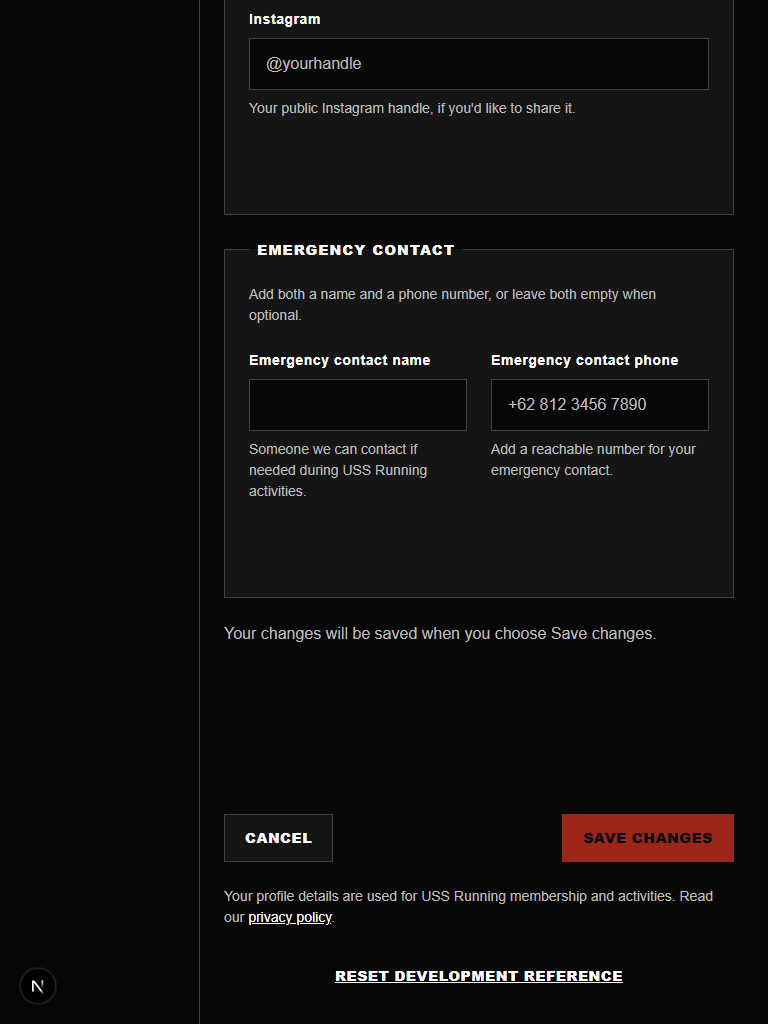 Instagram
@yourhandle
Your public Instagram handle, if you'd like to share it.
EMERGENCY CONTACT
Add both a name and a phone number, or leave both empty when
optional.
Emergency contact name
Emergency contact phone
+62 812 3456 7890
Someone we can contact if
needed during USS Running
activities.
Add a reachable number for your
emergency contact.
Your changes will be saved when you choose Save changes.
CANCEL
SAVE CHANGES
Your profile details are used for USS Running membership and activities. Read
our privacy policy.
RESET DEVELOPMENT REFERENCE
N